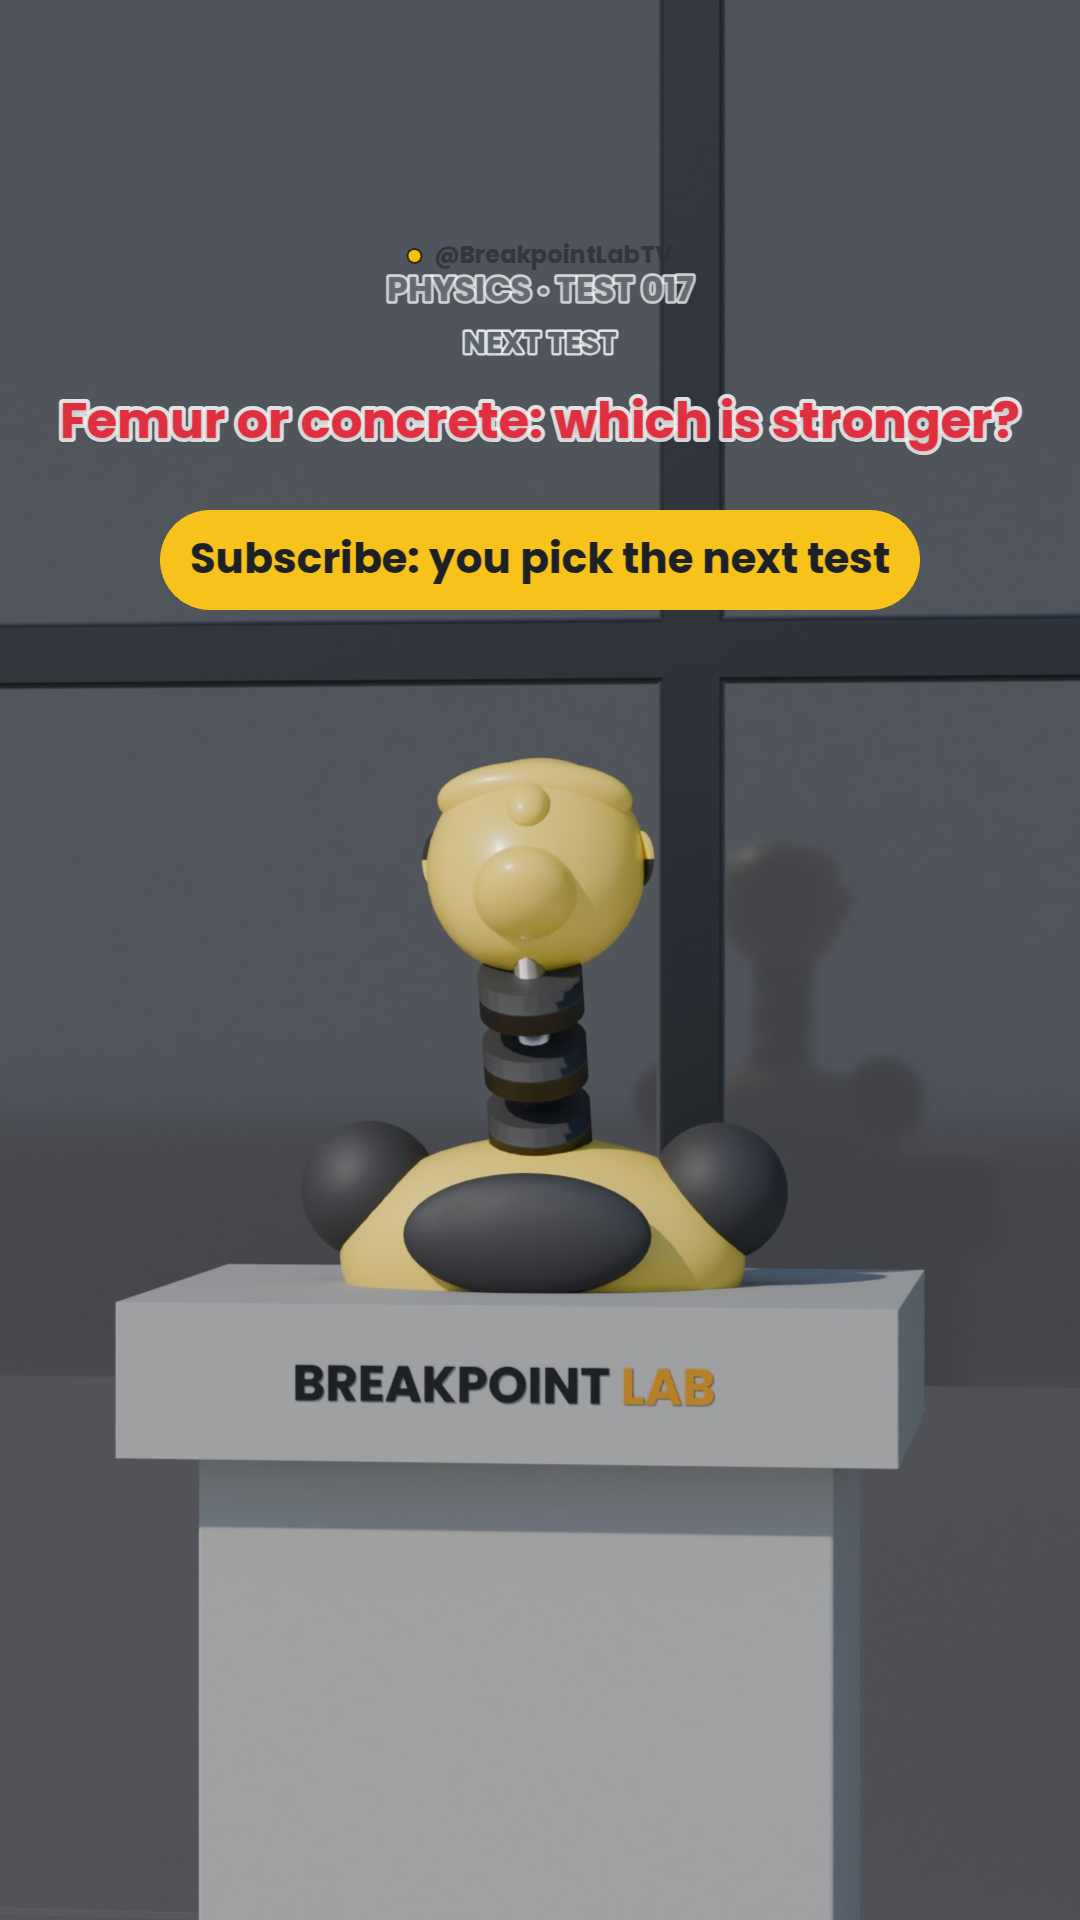 @BreakpointLabTV
PHYSICS • TEST 017
NEXT TEST
Femur or concrete: which is stronger?
Subscribe: you pick the next test
BREAKPOINT LAB